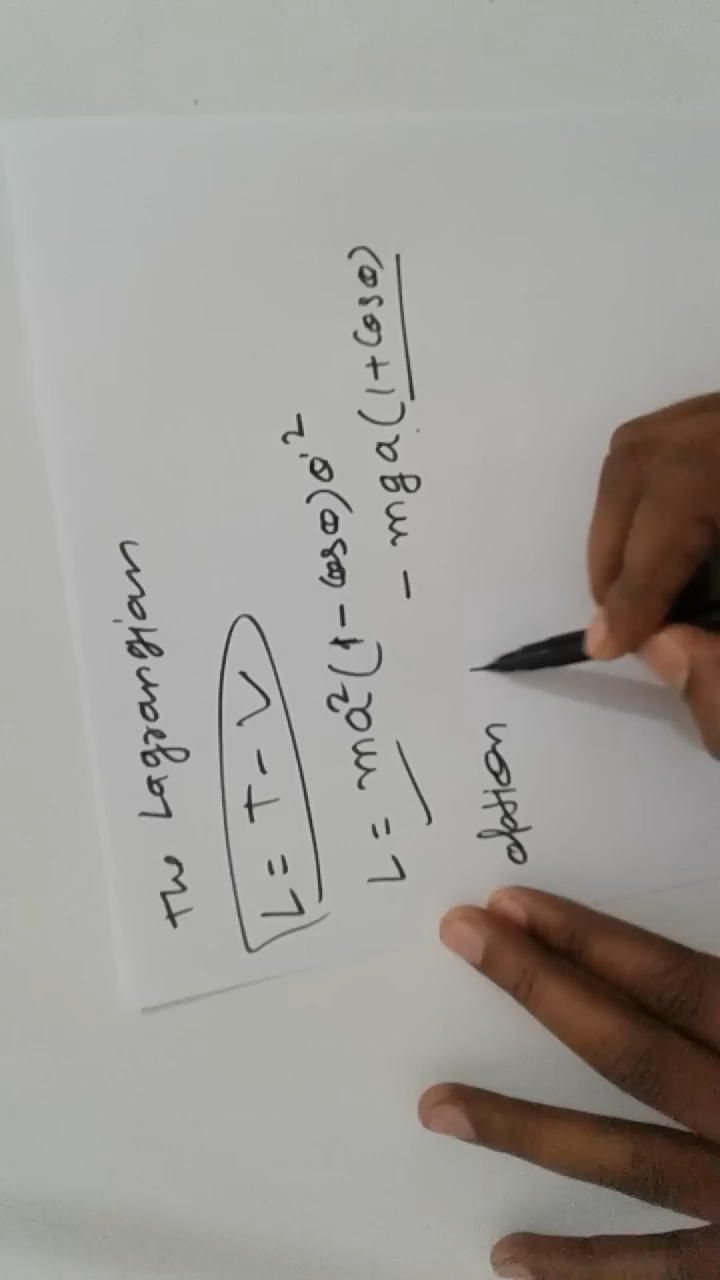 The Lagrangian
L = T - V
L = ma²(1 - cosθ)θ̇²
- mga(1 + cosθ)
option